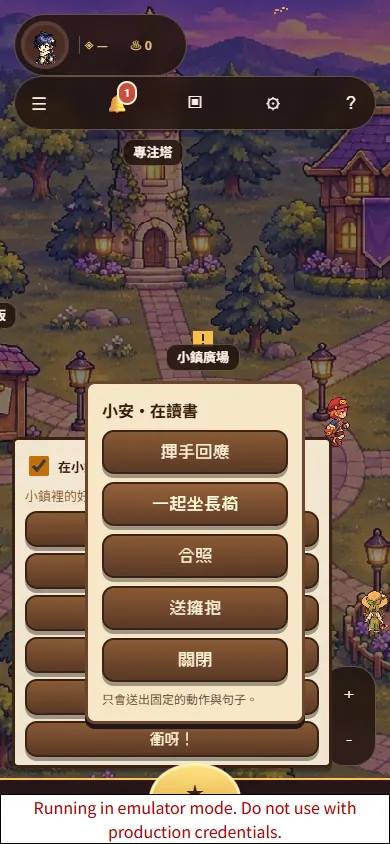 — 0
1
?
專注塔
!
小鎮廣場
小安・在讀書
揮手回應
一起坐長椅
合照
送擁抱
關閉
只會送出固定的動作與句子。
在小
小鎮裡的好
衝呀！
+
-
Running in emulator mode. Do not use with
production credentials.